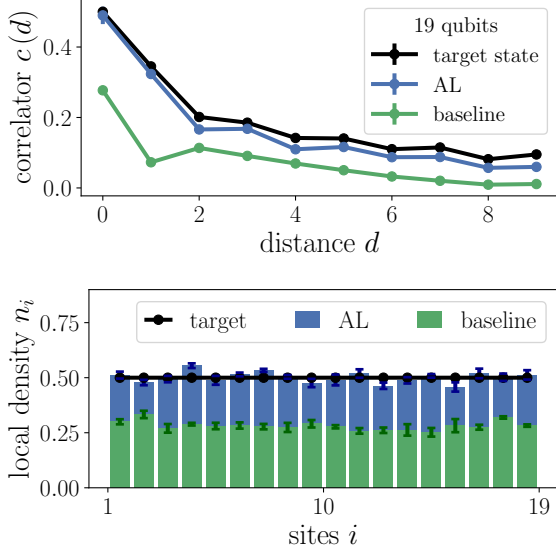 correlator c(d)
0.4
0.2
0.0
19 qubits
target state
AL
baseline
0 2 4 6 8
distance d
local density n_i
0.75
0.50
0.25
0.00
target AL baseline
1 10 19
sites i